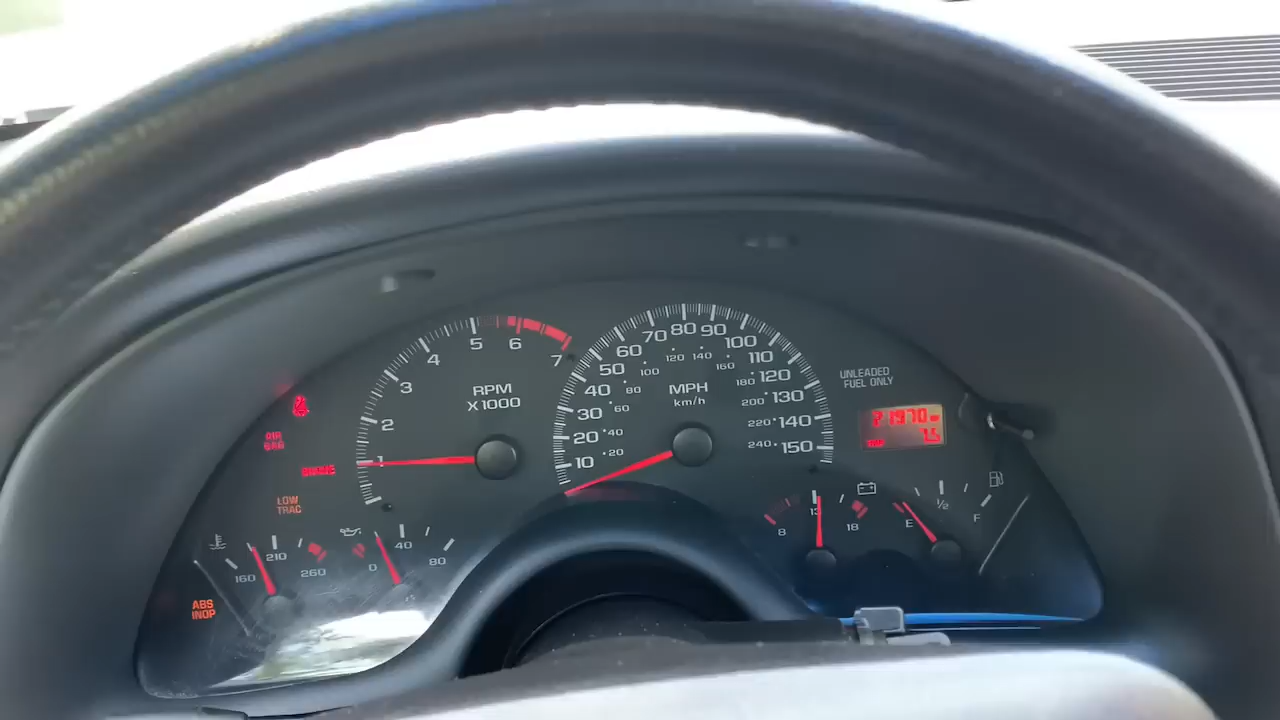 5 6
4 7
3
2
1
RPM
X1000
10 20 30 40 50 60 70 80 90 100 110 120 130 140 150
20 40 60 80 100 120 140 160 180 200 220 240
MPH
km/h
UNLEADED
FUEL ONLY
7.5
AIR
BAG
BRAKE
LOW
TRAC
ABS
INOP
160 210 260
0 40 80
8 13 18
E ½ F